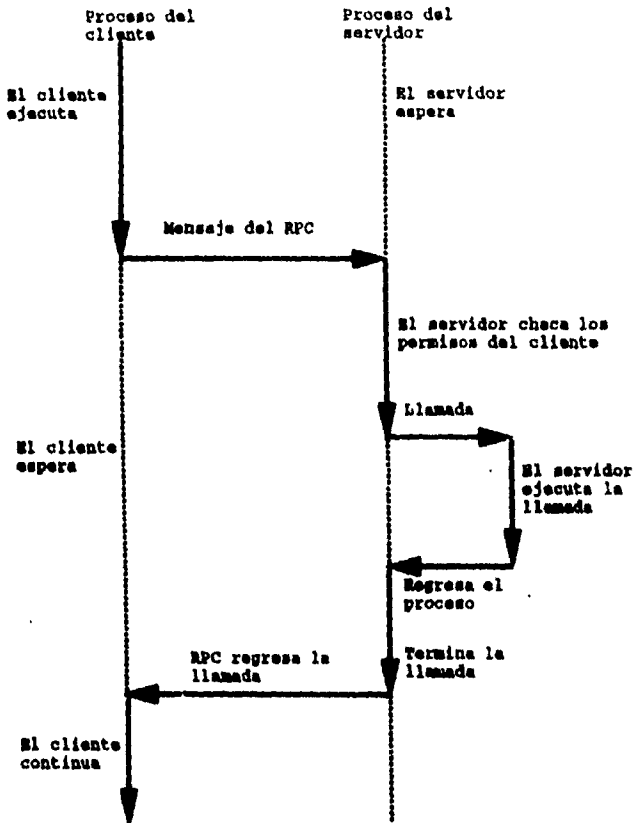 Proceso del
cliente
Proceso del
servidor
El cliente
ejecuta
El servidor
espera
Mensaje del RPC
El servidor checa los
permisos del cliente
Llamada
El cliente
espera
El servidor
ejecuta la
llamada
Regresa el
proceso
RPC regresa la
llamada
Termina la
llamada
El cliente
continua